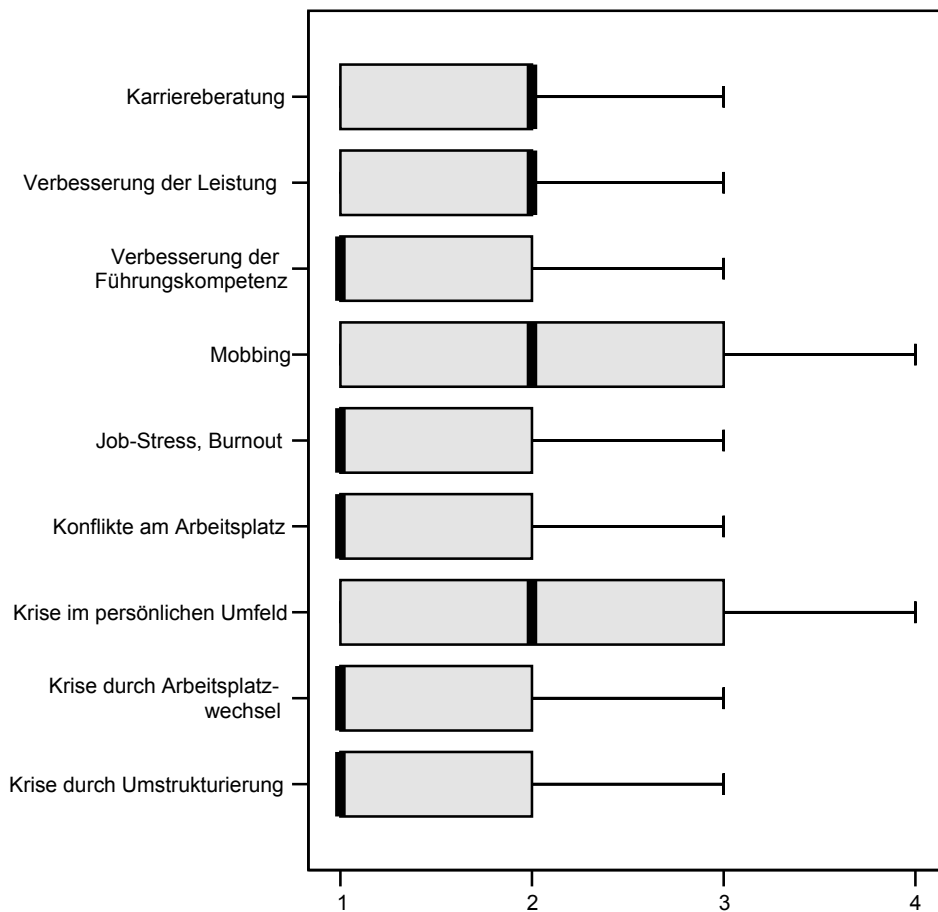 Karriereberatung
Verbesserung der Leistung
Verbesserung der
Führungskompetenz
Mobbing
Job-Stress, Burnout
Konflikte am Arbeitsplatz
Krise im persönlichen Umfeld
Krise durch Arbeitsplatz-
wechsel
Krise durch Umstrukturierung
1 2 3 4